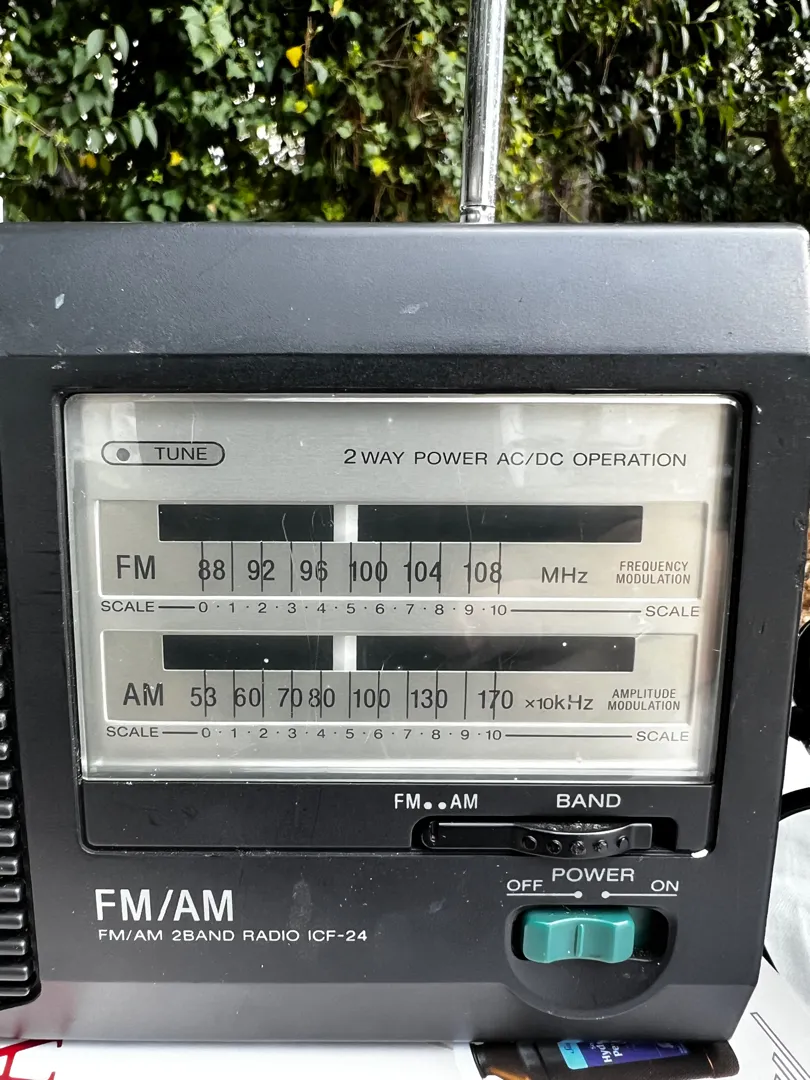 TUNE
2 WAY POWER AC/DC OPERATION
FM 88 92 96 100 104 108 MHz FREQUENCY MODULATION
SCALE 0 · 1 · 2 · 3 · 4 · 5 · 6 · 7 · 8 · 9 · 10 SCALE
AM 53 60 70 80 100 130 170 ×10kHz AMPLITUDE MODULATION
SCALE 0 · 1 · 2 · 3 · 4 · 5 · 6 · 7 · 8 · 9 · 10 SCALE
FM●●AM BAND
POWER
OFF ON
FM/AM
FM/AM 2BAND RADIO ICF-24